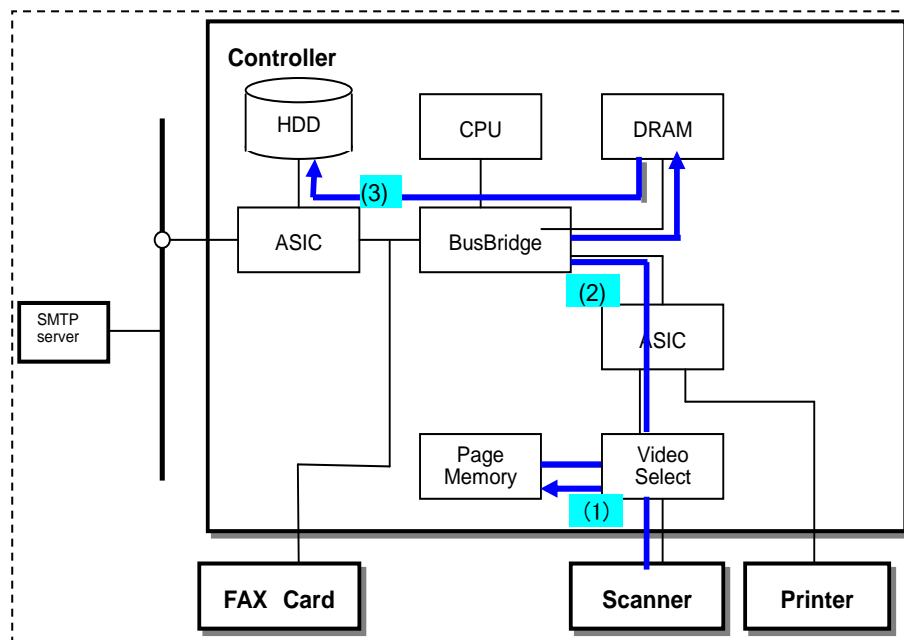 Controller
HDD
CPU
DRAM
(3)
ASIC
BusBridge
(2)
SMTP
server
ASIC
Page
Memory
Video
Select
(1)
FAX Card
Scanner
Printer